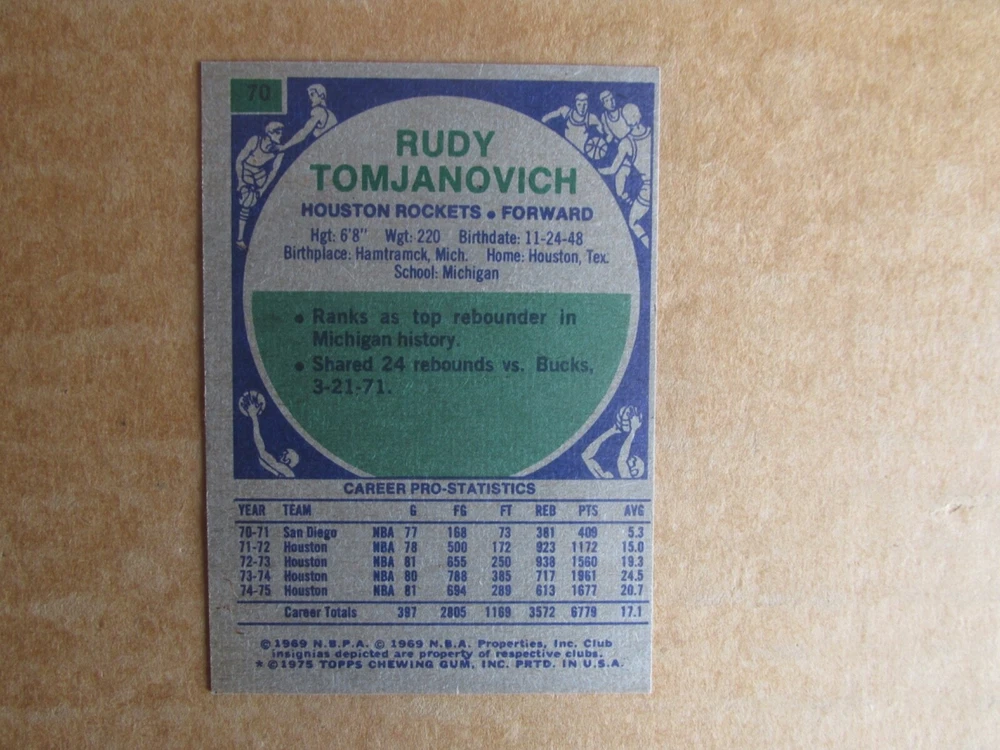 70
RUDY
TOMJANOVICH
HOUSTON ROCKETS • FORWARD
Hgt: 6'8" Wgt: 220 Birthdate: 11-24-48
Birthplace: Hamtramck, Mich. Home: Houston, Tex.
School: Michigan
• Ranks as top rebounder in
Michigan history.
• Shared 24 rebounds vs. Bucks,
3-21-71.
CAREER PRO-STATISTICS
YEAR TEAM G FG FT REB PTS AVG
70-71 San Diego NBA 77 168 73 381 409 5.3
71-72 Houston NBA 78 500 172 923 1172 15.0
72-73 Houston NBA 81 655 250 938 1560 19.3
73-74 Houston NBA 80 788 385 717 1961 24.5
74-75 Houston NBA 81 694 289 613 1677 20.7
Career Totals 397 2805 1169 3572 6779 17.1
© 1969 N.B.P.A. © 1969 N.B.A. Properties, Inc. Club
insignias depicted are property of respective clubs.
* © 1975 TOPPS CHEWING GUM, INC. PRTD. IN U.S.A.